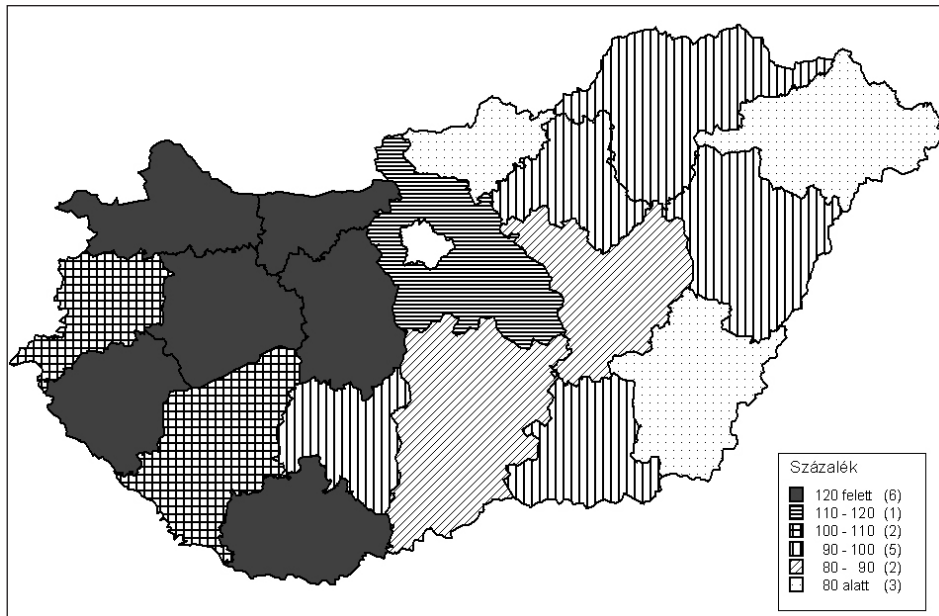 Százalék
120 felett (6)
110 - 120 (1)
100 - 110 (2)
90 - 100 (5)
80 - 90 (2)
80 alatt (3)